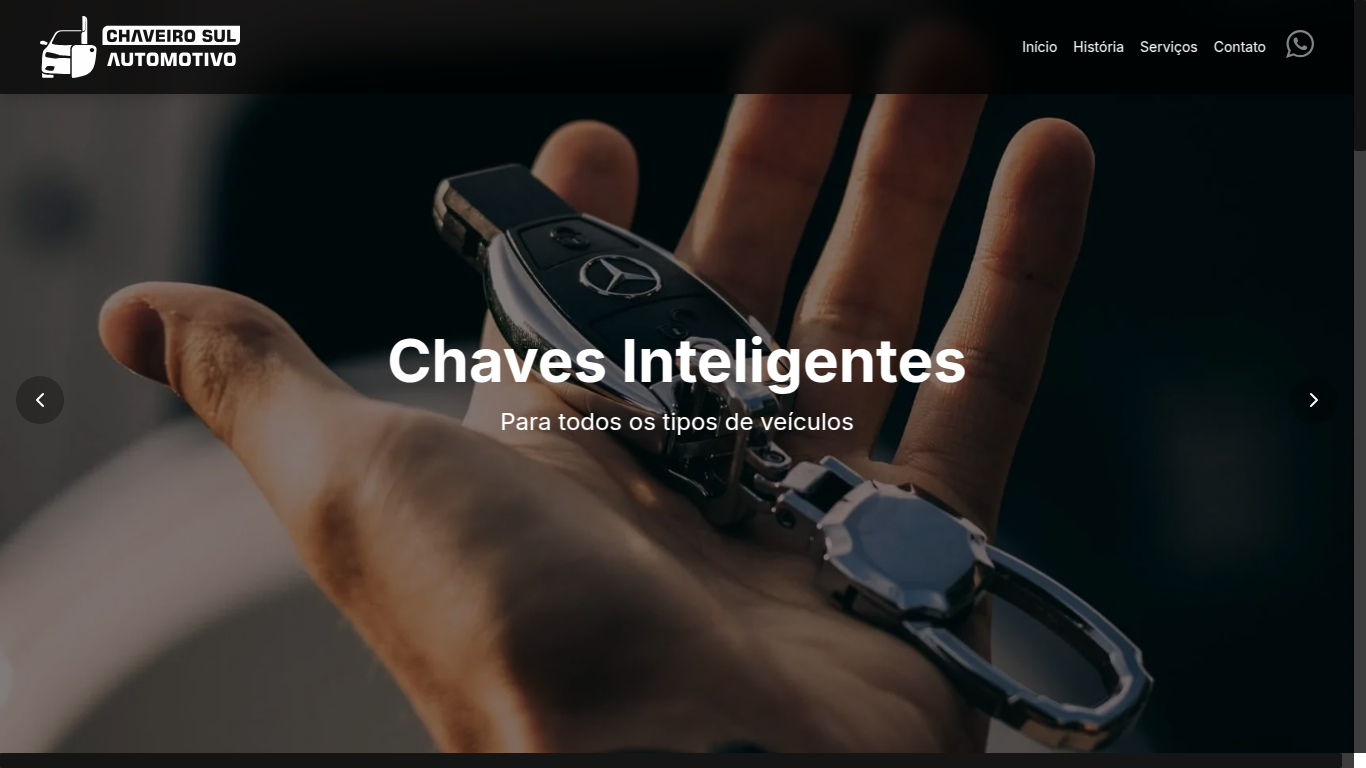 CHAVEIRO SUL
AUTOMOTIVO
Início
História
Serviços
Contato
Chaves Inteligentes
Para todos os tipos de veículos